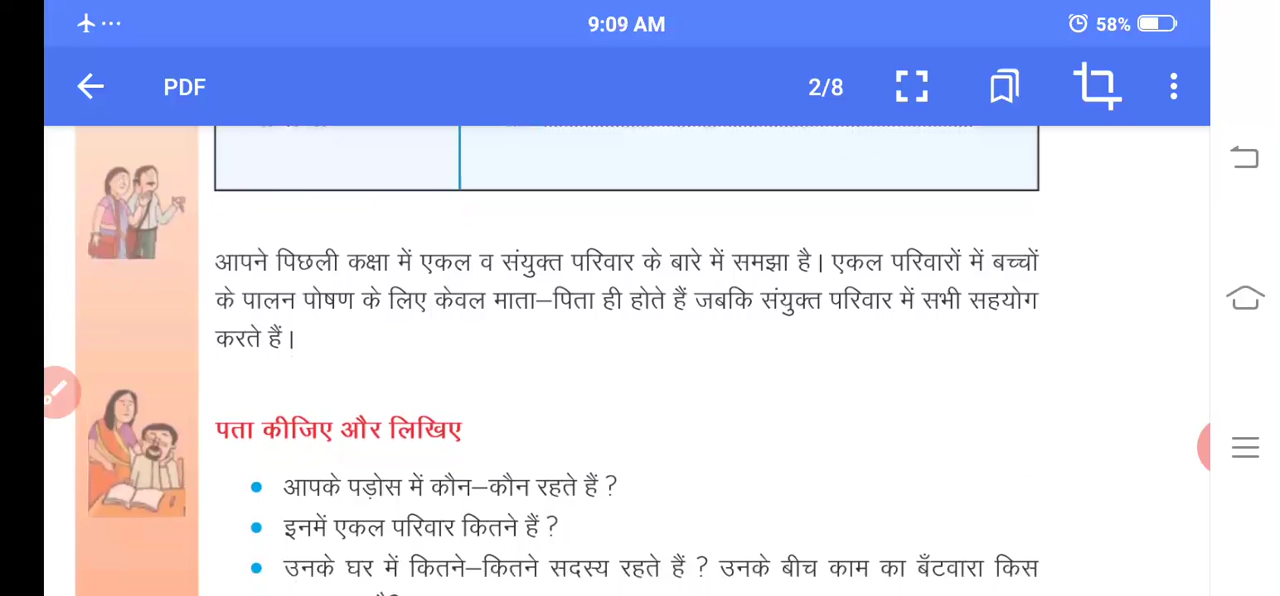 9:09 AM
58%
PDF
2/8
आपने पिछली कक्षा में एकल व संयुक्त परिवार के बारे में समझा है। एकल परिवारों में बच्चों
के पालन पोषण के लिए केवल माता–पिता ही होते हैं जबकि संयुक्त परिवार में सभी सहयोग
करते हैं।
पता कीजिए और लिखिए
• आपके पड़ोस में कौन–कौन रहते हैं ?
• इनमें एकल परिवार कितने हैं ?
• उनके घर में कितने–कितने सदस्य रहते हैं ? उनके बीच काम का बँटवारा किस